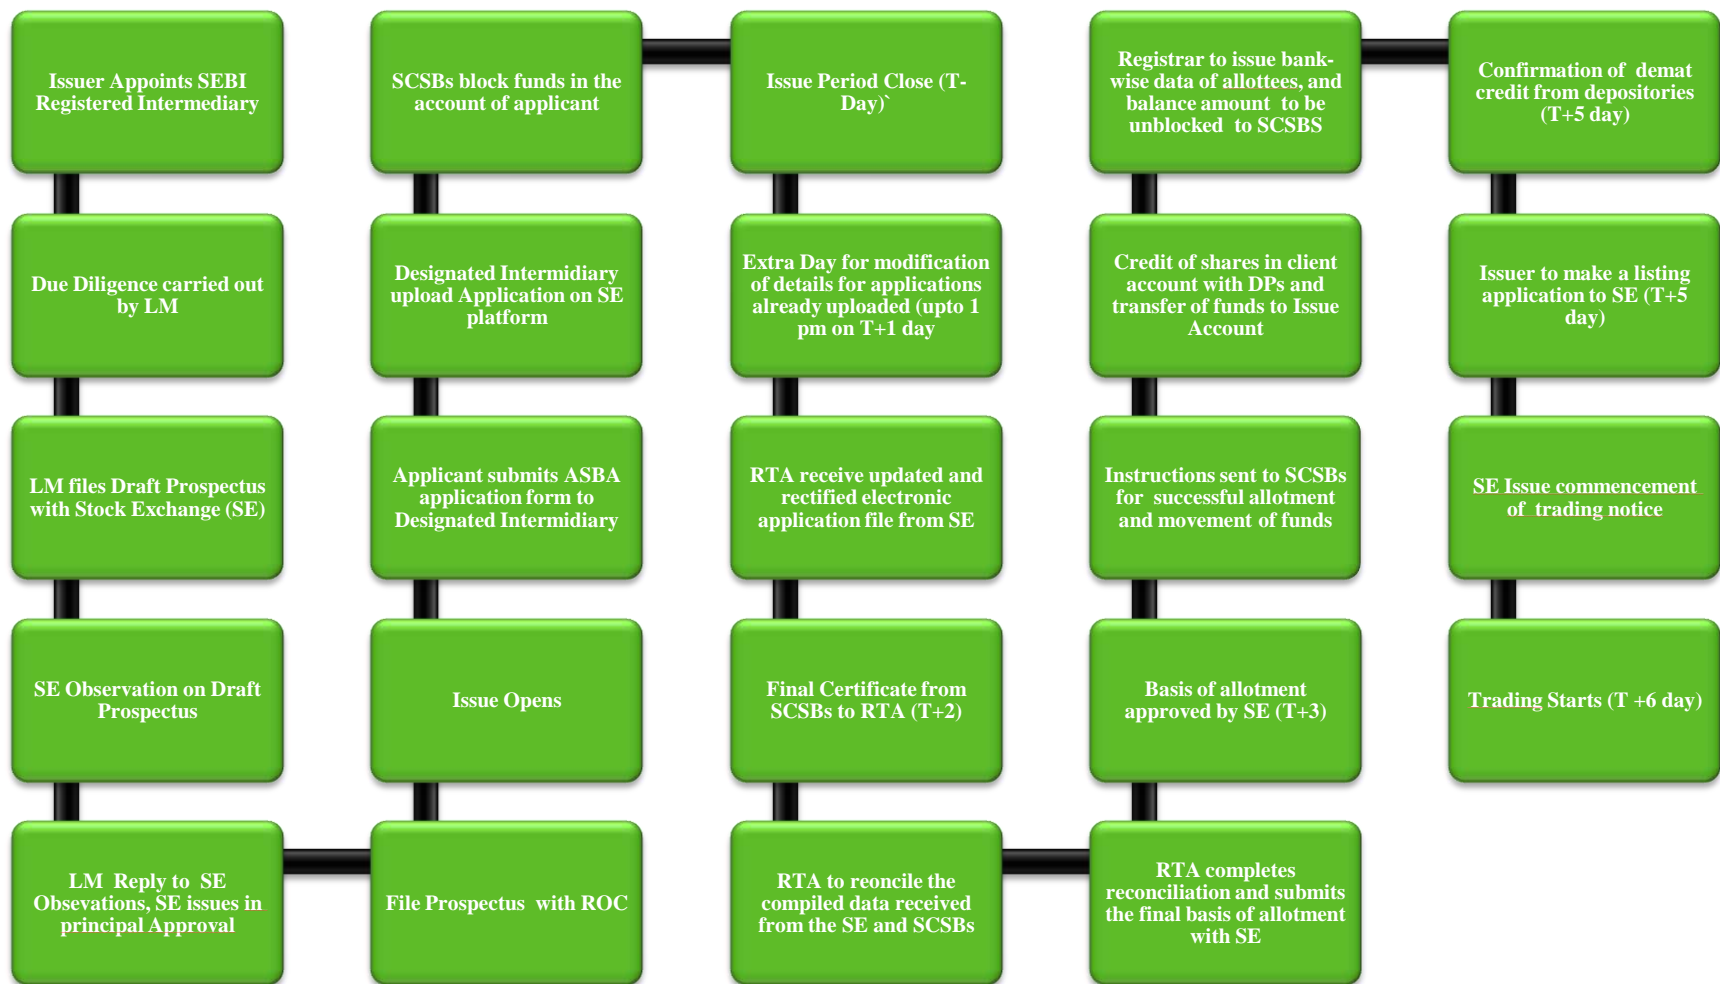 Issuer Appoints SEBI
Registered Intermediary
Due Diligence carried out
by LM
LM files Draft Prospectus
with Stock Exchange (SE)
SE Observation on Draft
Prospectus
LM Reply to SE
Obsevations, SE issues in
principal Approval
File Prospectus with ROC
Issue Opens
Applicant submits ASBA
application form to
Designated Intermidiary
Designated Intermidiary
upload Application on SE
platform
SCSBs block funds in the
account of applicant
Issue Period Close (T-
Day)`
Extra Day for modification
of details for applications
already uploaded (upto 1
pm on T+1 day
RTA receive updated and
rectified electronic
application file from SE
Final Certificate from
SCSBs to RTA (T+2)
RTA to reconcile the
compiled data received
from the SE and SCSBs
RTA completes
reconciliation and submits
the final basis of allotment
with SE
Basis of allotment
approved by SE (T+3)
Instructions sent to SCSBs
for successful allotment
and movement of funds
Credit of shares in client
account with DPs and
transfer of funds to Issue
Account
Registrar to issue bank-
wise data of allottees, and
balance amount to be
unblocked to SCSBS
Confirmation of demat
credit from depositories
(T+5 day)
Issuer to make a listing
application to SE (T+5
day)
SE Issue commencement
of trading notice
Trading Starts (T +6 day)